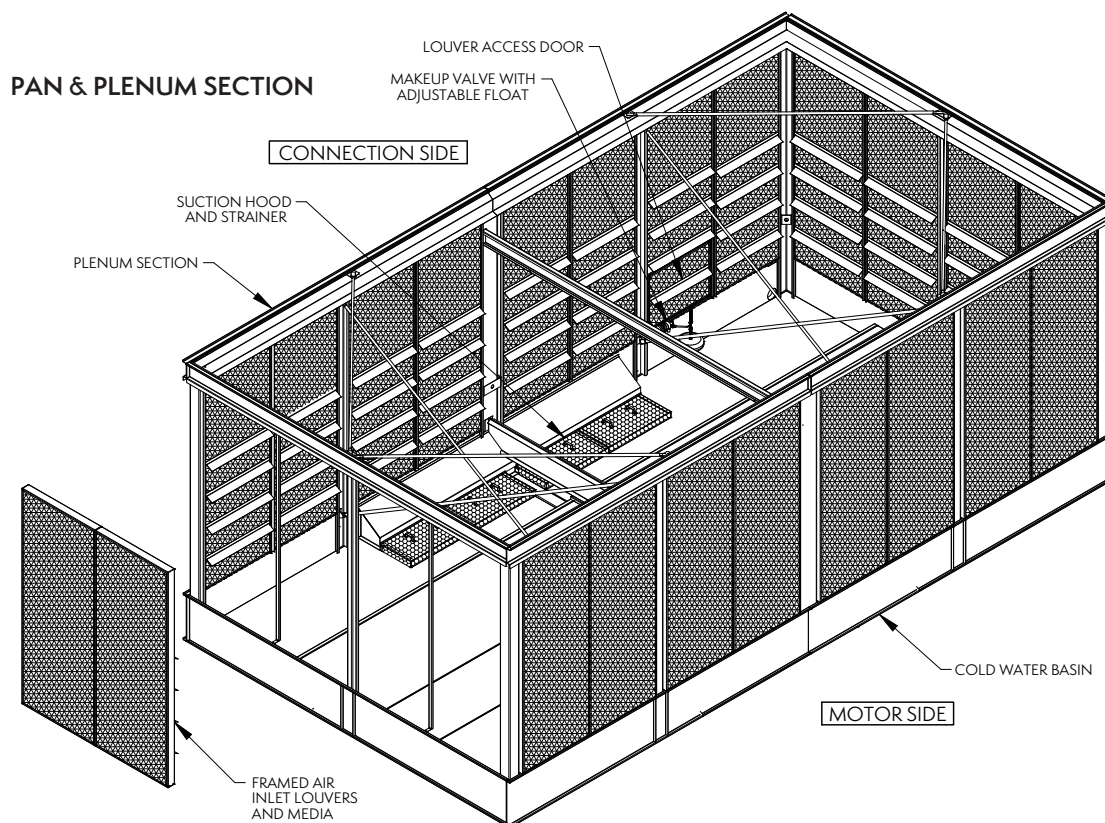 PAN & PLENUM SECTION
LOUVER ACCESS DOOR
MAKEUP VALVE WITH
ADJUSTABLE FLOAT
CONNECTION SIDE
SUCTION HOOD
AND STRAINER
PLENUM SECTION
COLD WATER BASIN
MOTOR SIDE
FRAMED AIR
INLET LOUVERS
AND MEDIA